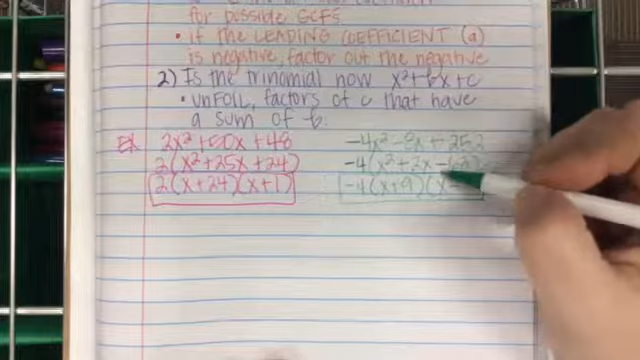 for possible GCFS
• if the LEADING COEFFICIENT (a)
is negative, factor out the negative
2) Is the trinomial now x²+bx+c
• unFOIL, factors of c that have
a sum of b.
EX 2x²+50x+48
2(x²+25x+24)
2(x+24)(x+1)
-4x²-8x+252
-4(x²+2x-63)
-4(x+9)(x-